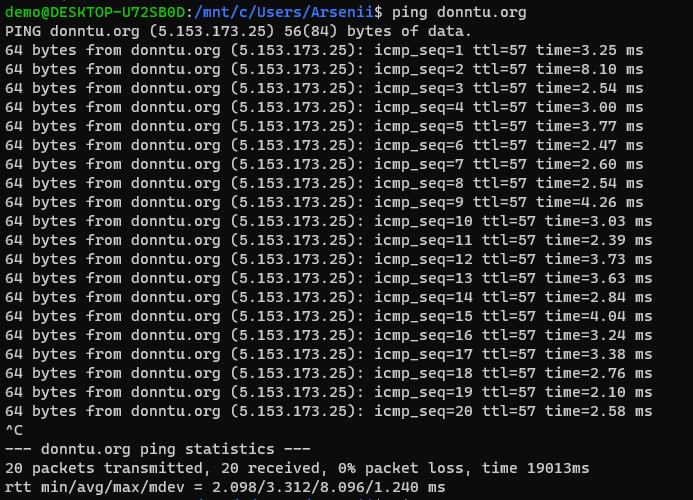 demo@DESKTOP-U72SB0D:/mnt/c/Users/Arsenii$ ping donntu.org
PING donntu.org (5.153.173.25) 56(84) bytes of data.
64 bytes from donntu.org (5.153.173.25): icmp_seq=1 ttl=57 time=3.25 ms
64 bytes from donntu.org (5.153.173.25): icmp_seq=2 ttl=57 time=8.10 ms
64 bytes from donntu.org (5.153.173.25): icmp_seq=3 ttl=57 time=2.54 ms
64 bytes from donntu.org (5.153.173.25): icmp_seq=4 ttl=57 time=3.00 ms
64 bytes from donntu.org (5.153.173.25): icmp_seq=5 ttl=57 time=3.77 ms
64 bytes from donntu.org (5.153.173.25): icmp_seq=6 ttl=57 time=2.47 ms
64 bytes from donntu.org (5.153.173.25): icmp_seq=7 ttl=57 time=2.60 ms
64 bytes from donntu.org (5.153.173.25): icmp_seq=8 ttl=57 time=2.54 ms
64 bytes from donntu.org (5.153.173.25): icmp_seq=9 ttl=57 time=4.26 ms
64 bytes from donntu.org (5.153.173.25): icmp_seq=10 ttl=57 time=3.03 ms
64 bytes from donntu.org (5.153.173.25): icmp_seq=11 ttl=57 time=2.39 ms
64 bytes from donntu.org (5.153.173.25): icmp_seq=12 ttl=57 time=3.73 ms
64 bytes from donntu.org (5.153.173.25): icmp_seq=13 ttl=57 time=3.63 ms
64 bytes from donntu.org (5.153.173.25): icmp_seq=14 ttl=57 time=2.84 ms
64 bytes from donntu.org (5.153.173.25): icmp_seq=15 ttl=57 time=4.04 ms
64 bytes from donntu.org (5.153.173.25): icmp_seq=16 ttl=57 time=3.24 ms
64 bytes from donntu.org (5.153.173.25): icmp_seq=17 ttl=57 time=3.38 ms
64 bytes from donntu.org (5.153.173.25): icmp_seq=18 ttl=57 time=2.76 ms
64 bytes from donntu.org (5.153.173.25): icmp_seq=19 ttl=57 time=2.10 ms
64 bytes from donntu.org (5.153.173.25): icmp_seq=20 ttl=57 time=2.58 ms
^C
--- donntu.org ping statistics ---
20 packets transmitted, 20 received, 0% packet loss, time 19013ms
rtt min/avg/max/mdev = 2.098/3.312/8.096/1.240 ms